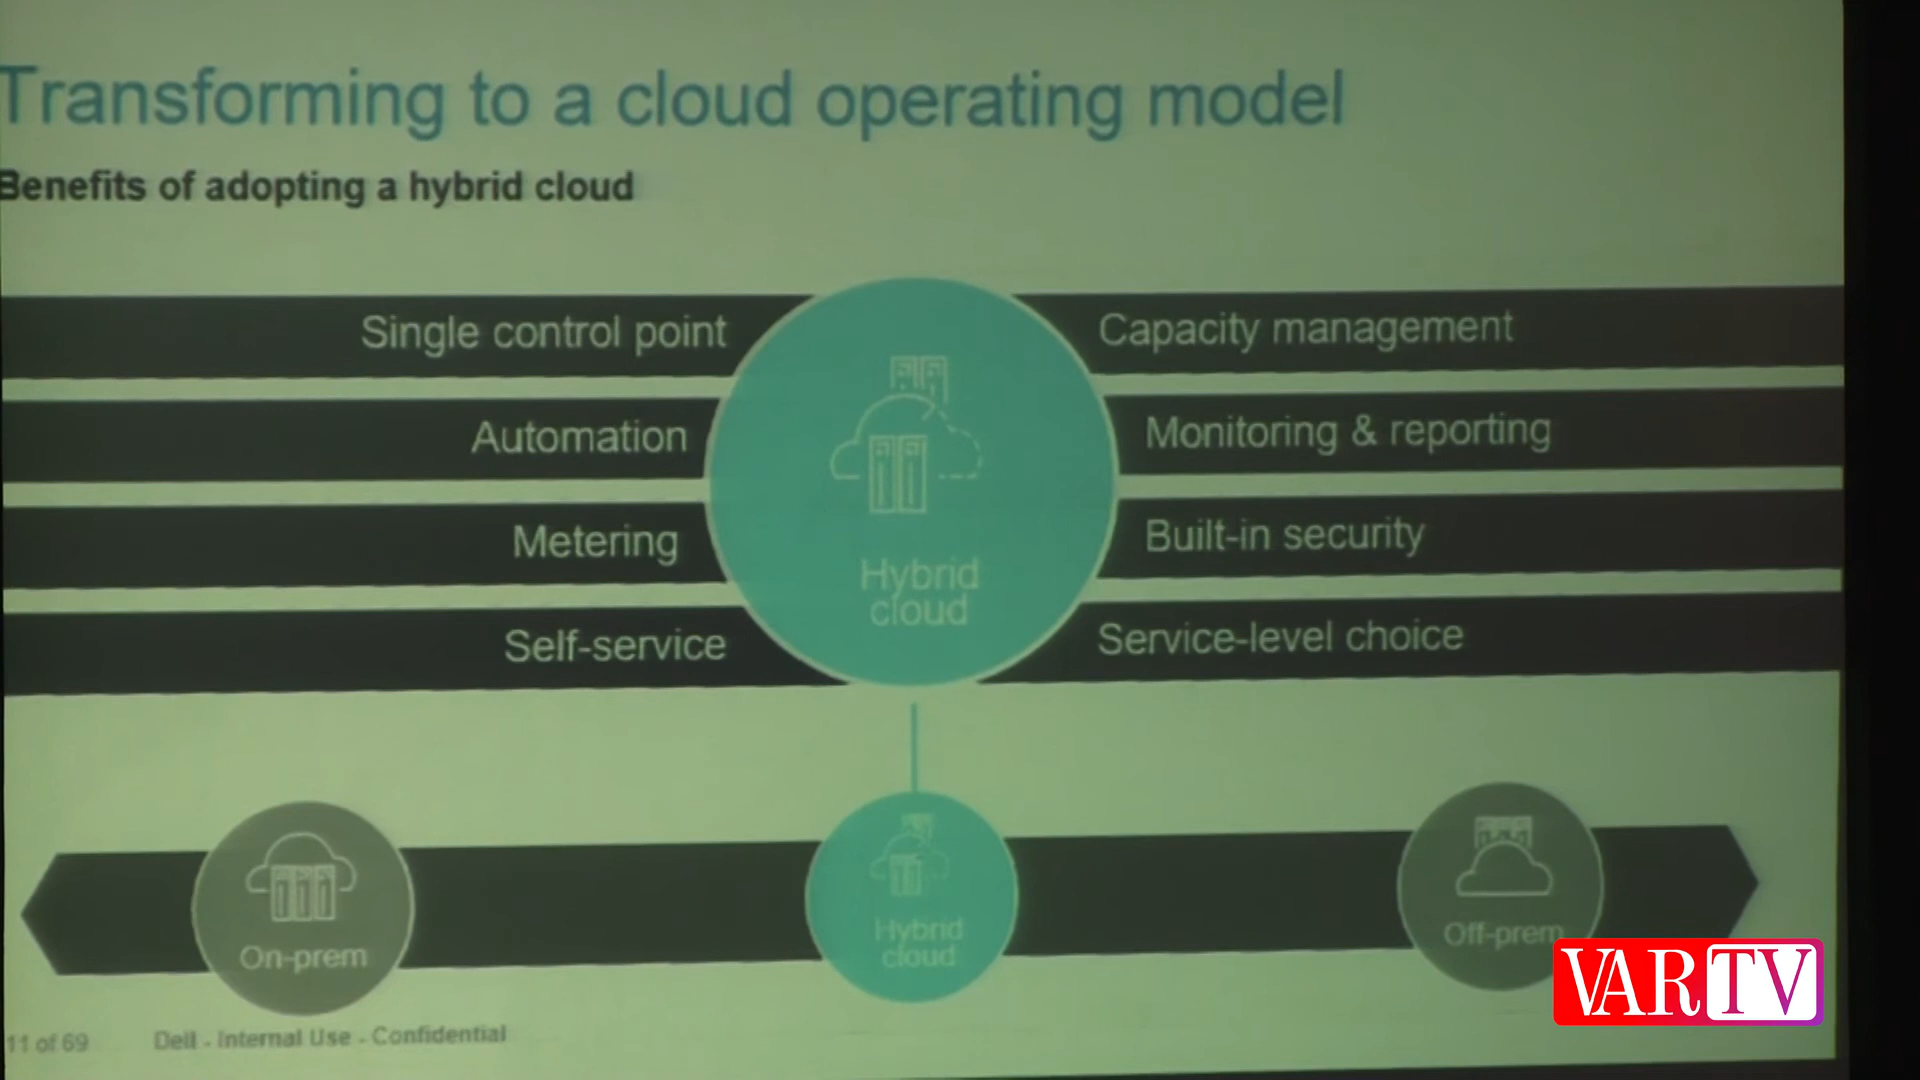 Transforming to a cloud operating model
Benefits of adopting a hybrid cloud
Single control point
Capacity management
Automation
Monitoring & reporting
Metering
Built-in security
Self-service
Service-level choice
Hybrid
cloud
On-prem
Hybrid
cloud
Off-prem
11 of 69 Dell - Internal Use - Confidential
VARTV